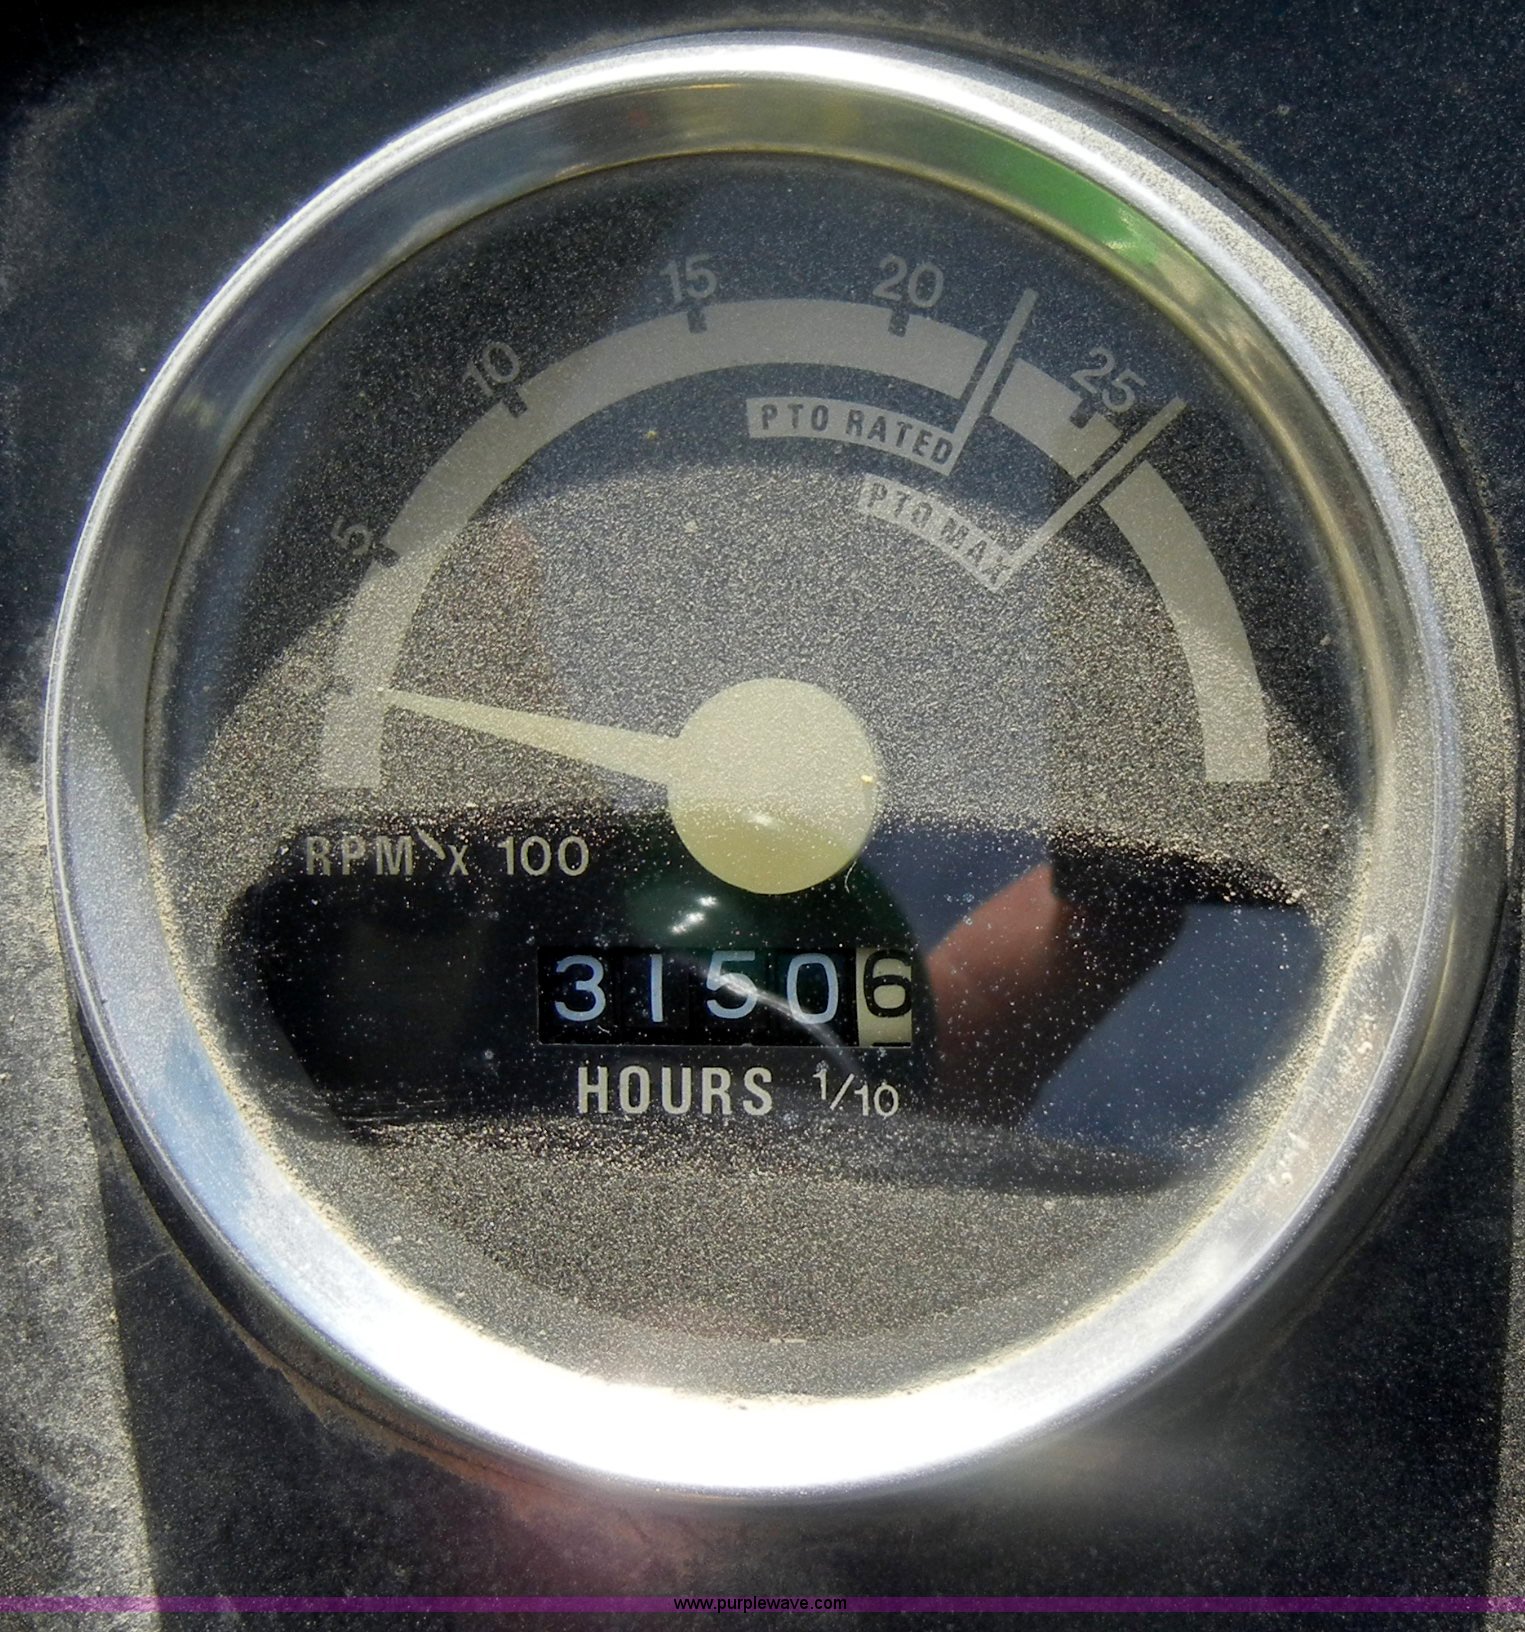 5
10
15
20
25
PTO RATED
PTO MAX
RPM x 100
31506
HOURS 1/10
www.purplewave.com